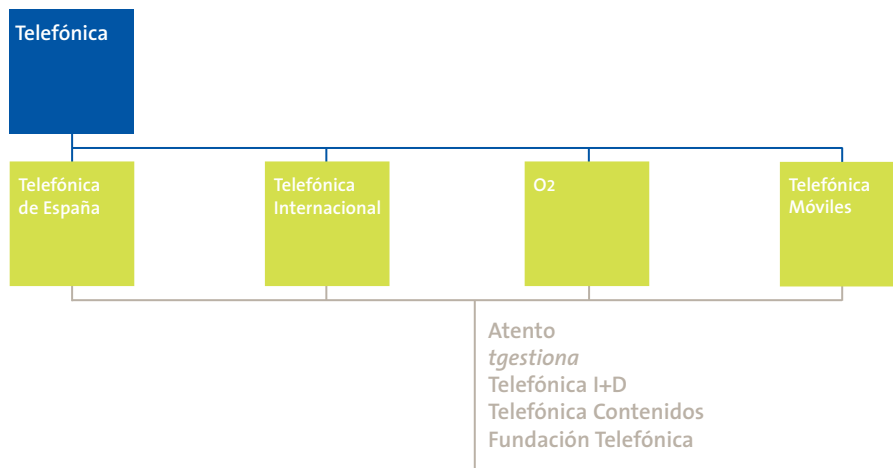 Telefónica
Telefónica
de España
Telefónica
Internacional
O2
Telefónica
Móviles
Atento
tgestiona
Telefónica I+D
Telefónica Contenidos
Fundación Telefónica